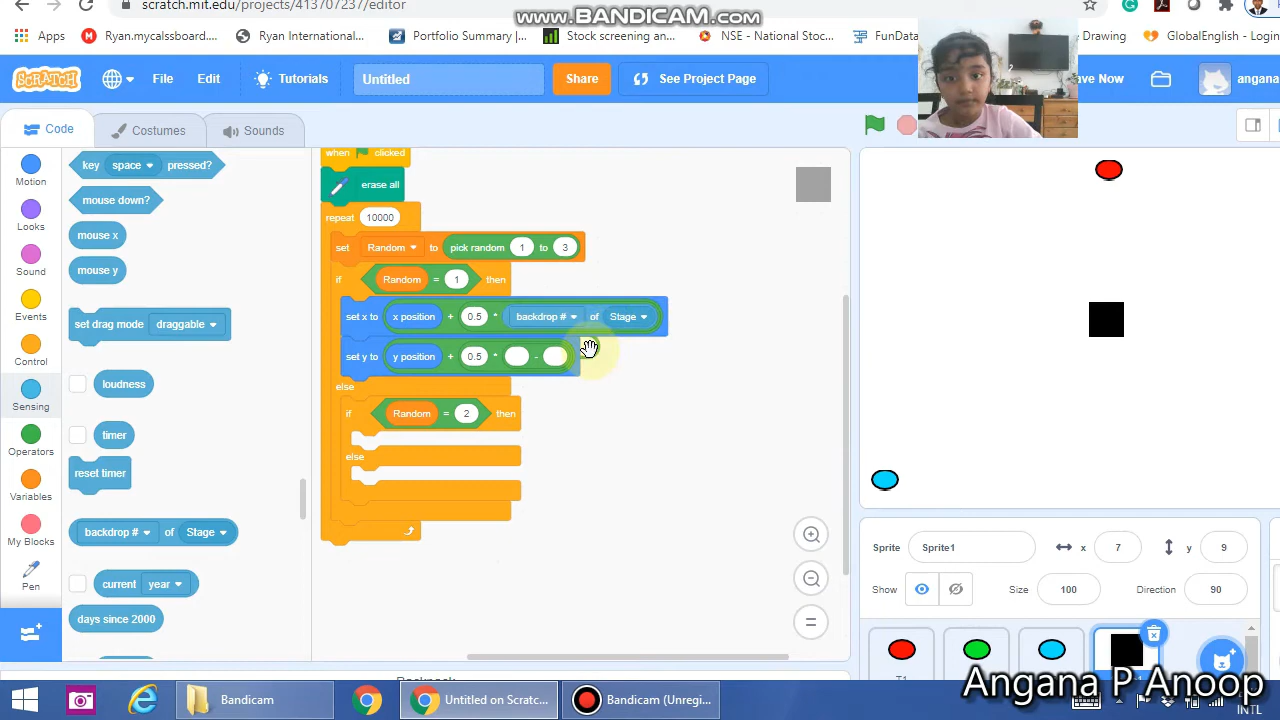 scratch.mit.edu/projects/413707237/editor
www.BANDICAM.com
Apps Ryan.mycalssboard.... Ryan International... Portfolio Summary |... Stock screening an... NSE - National Stoc... FunData Drawing GlobalEnglish - Login
SCRATCH File Edit Tutorials Untitled Share See Project Page Save Now angana
Code Costumes Sounds
Motion
Looks
Sound
Events
Control
Sensing
Operators
Variables
My Blocks
Pen
key space pressed?
mouse down?
mouse x
mouse y
set drag mode draggable
loudness
timer
reset timer
backdrop # of Stage
current year
days since 2000
when clicked
erase all
repeat 10000
set Random to pick random 1 to 3
if Random = 1 then
set x to x position + 0.5 * backdrop # of Stage
set y to y position + 0.5 * -
else
if Random = 2 then
else
Sprite Sprite1 x 7 y 9
Show Size 100 Direction 90
Angana P Anoop
Bandicam Untitled on Scratc... Bandicam (Unregi... INTL